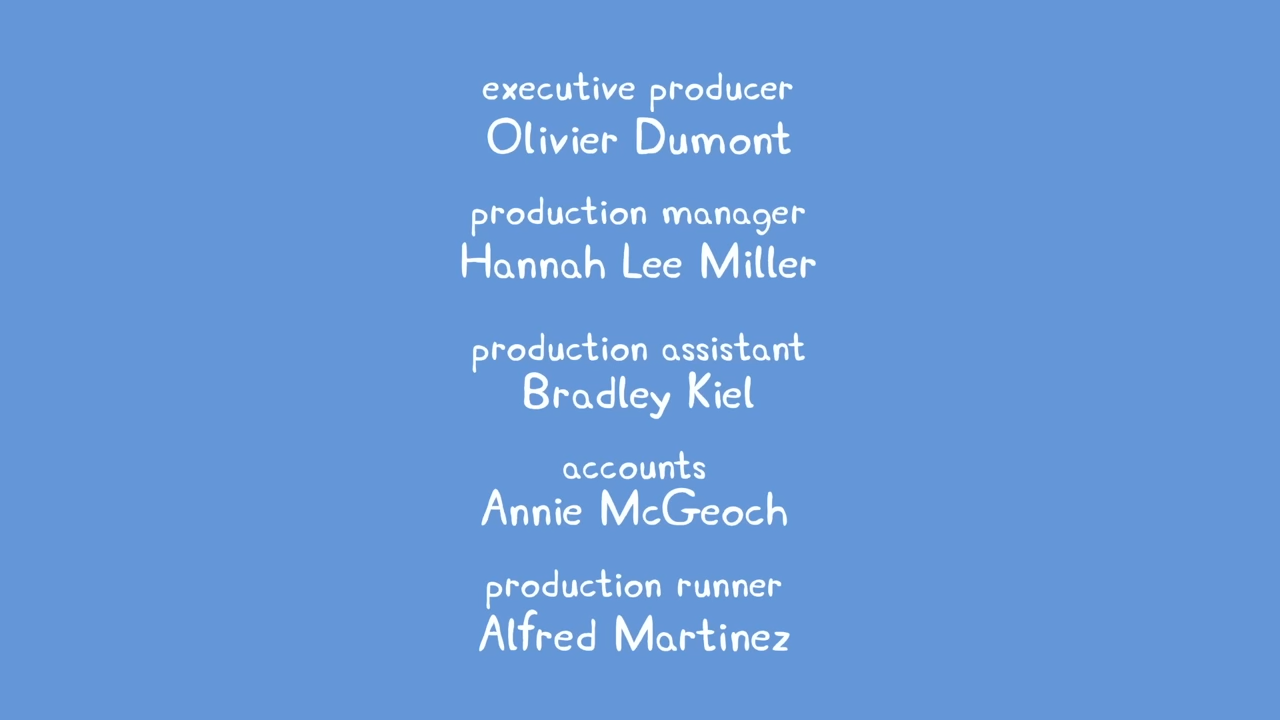 executive producer
Olivier Dumont
production manager
Hannah Lee Miller
production assistant
Bradley Kiel
accounts
Annie McGeoch
production runner
Alfred Martinez